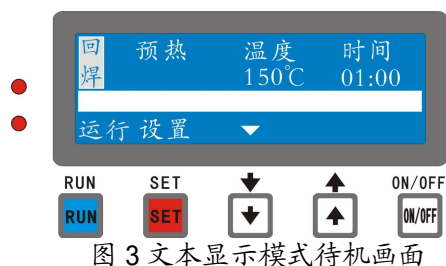 回 预热 温度 时间
焊 150℃ 01:00
运行 设置
RUN SET ON/OFF
RUN SET ON/OFF
图 3 文本显示模式待机画面